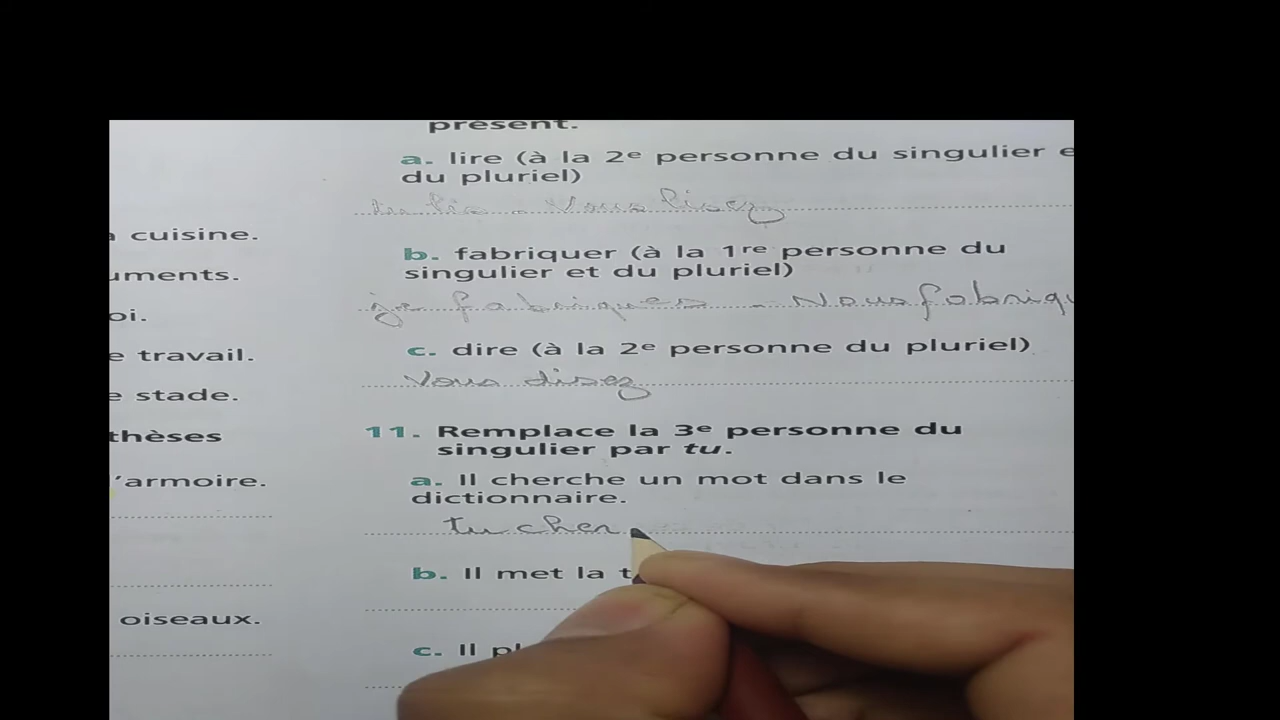 présent.
a. lire (à la 2e personne du singulier e
du pluriel)
tu lis - Vous lisez
b. fabriquer (à la 1re personne du
singulier et du pluriel)
je fabriques - Nous fabriqu
c. dire (à la 2e personne du pluriel)
Vous disez
11. Remplace la 3e personne du
singulier par tu.
a. Il cherche un mot dans le
dictionnaire.
tu cher
b. Il met la t
c. Il pl
cuisine.
uments.
oi.
e travail.
e stade.
thèses
'armoire.
oiseaux.